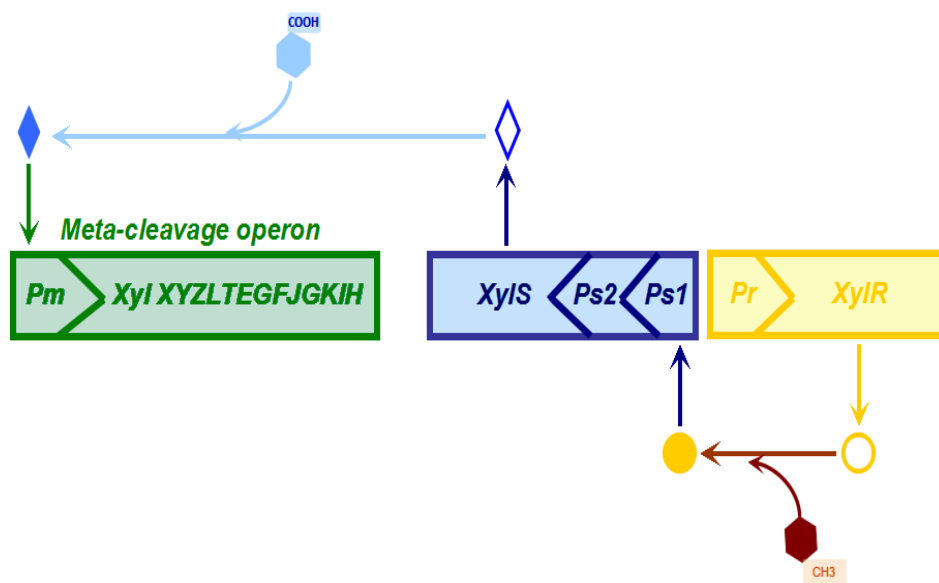 COOH
Meta-cleavage operon
Pm Xyl XYZLTEGFJGKIH
XylS Ps2 Ps1
Pr XylR
CH3